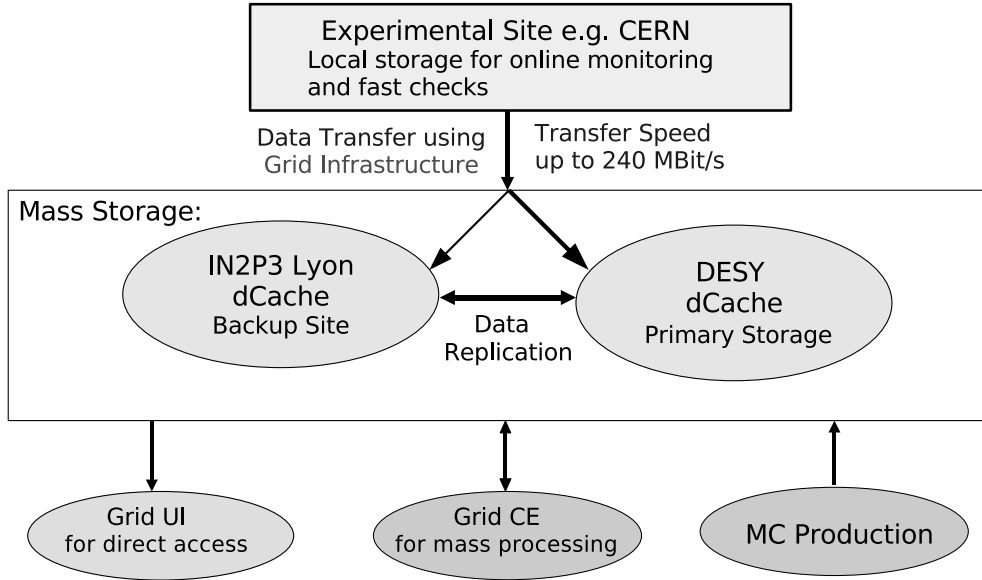 Experimental Site e.g. CERN
Local storage for online monitoring
and fast checks
Data Transfer using
Grid Infrastructure
Transfer Speed
up to 240 MBit/s
Mass Storage:
IN2P3 Lyon
dCache
Backup Site
DESY
dCache
Primary Storage
Data
Replication
Grid UI
for direct access
Grid CE
for mass processing
MC Production